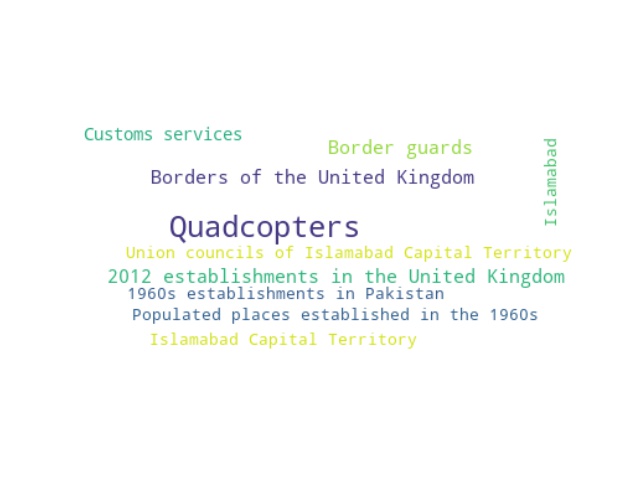 Customs services
Border guards
Islamabad
Borders of the United Kingdom
Quadcopters
Union councils of Islamabad Capital Territory
2012 establishments in the United Kingdom
1960s establishments in Pakistan
Populated places established in the 1960s
Islamabad Capital Territory